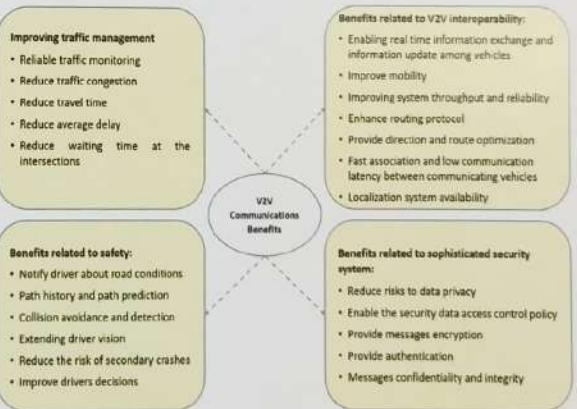 Improving traffic management
• Reliable traffic monitoring
• Reduce traffic congestion
• Reduce travel time
• Reduce average delay
• Reduce waiting time at the
intersections
Benefits related to V2V interoperability:
• Enabling real time information exchange and
information update among vehicles
• Improve mobility
• Improving system throughput and reliability
• Enhance routing protocol
• Provide direction and route optimization
• Fast association and low communication
latency between communicating vehicles
• Localization system availability
V2V
Communications
Benefits
Benefits related to safety:
• Notify driver about road conditions
• Path history and path prediction
• Collision avoidance and detection
• Extending driver vision
• Reduce the risk of secondary crashes
• Improve drivers decisions
Benefits related to sophisticated security
system:
• Reduce risks to data privacy
• Enable the security data access control policy
• Provide messages encryption
• Provide authentication
• Messages confidentiality and integrity